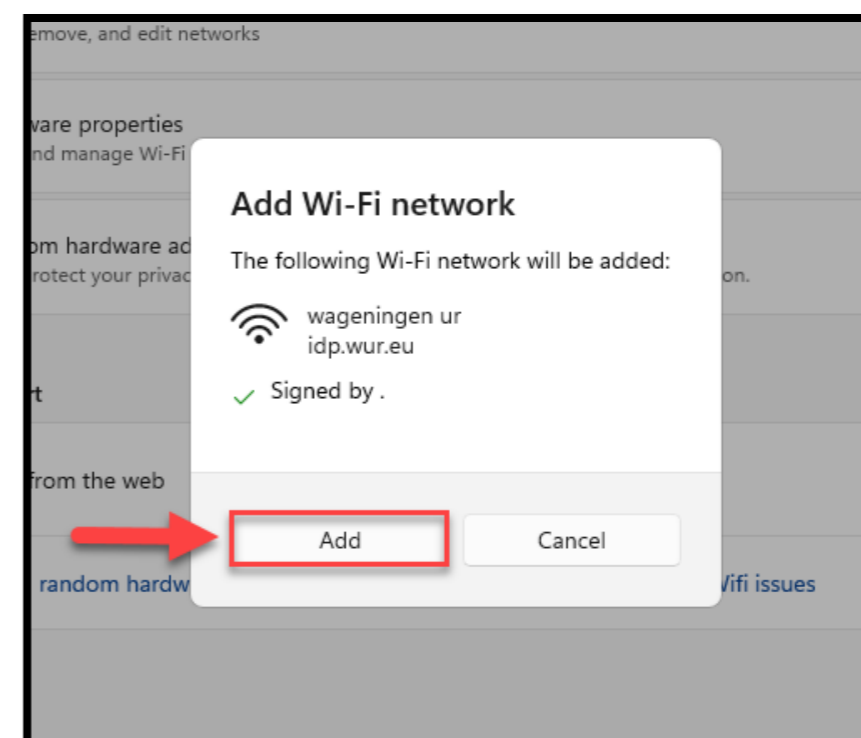 emove, and edit networks
ware properties
nd manage Wi-Fi
Add Wi-Fi network
om hardware ad
rotect your privac
The following Wi-Fi network will be added:
on.
wageningen ur
idp.wur.eu
Signed by .
rt
from the web
Add
Cancel
random hardw
Wifi issues